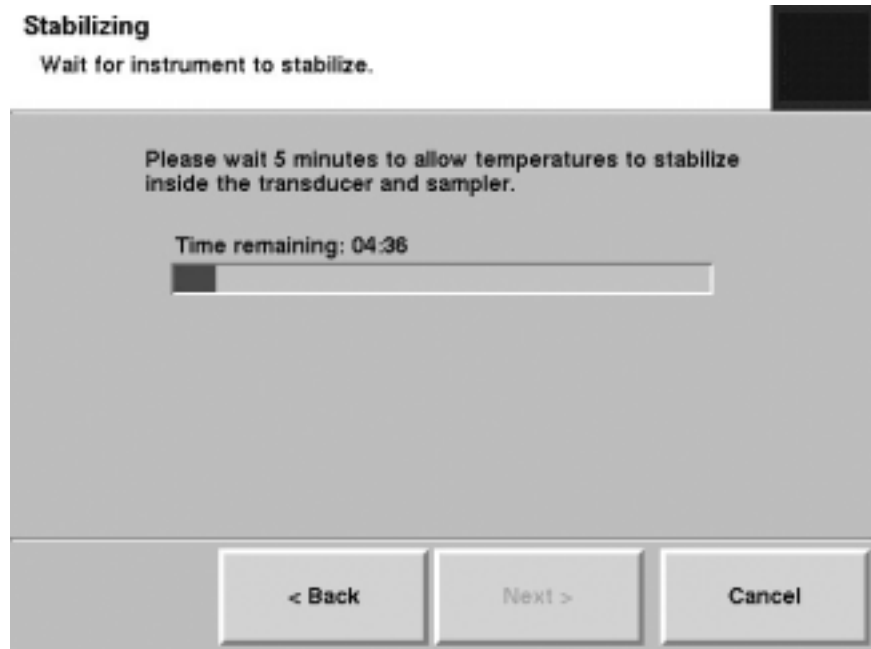 Stabilizing
Wait for instrument to stabilize.
Please wait 5 minutes to allow temperatures to stabilize
inside the transducer and sampler.
Time remaining: 04:36
< Back
Next >
Cancel